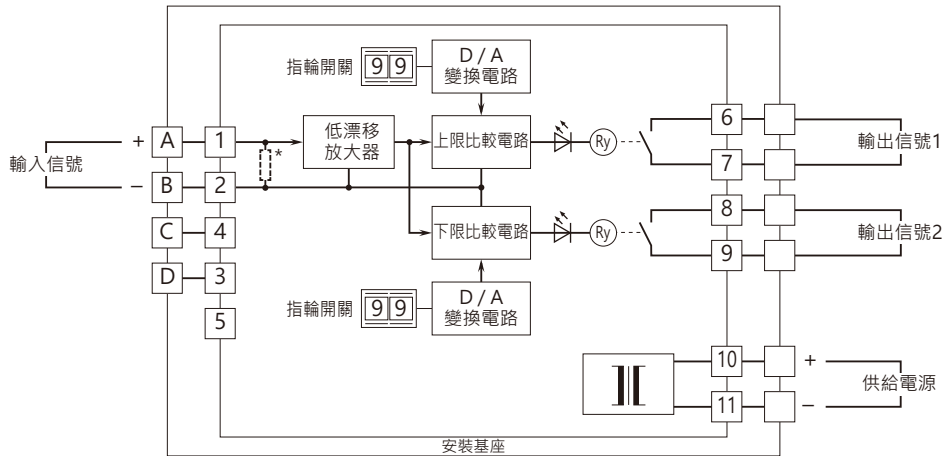 指輪開關
9 9
D / A
變換電路
+
A
1
*
低漂移
放大器
上限比較電路
Ry
6
7
輸出信號1
輸入信號
−
B
2
C
4
D
3
5
下限比較電路
Ry
8
9
輸出信號2
指輪開關
9 9
D / A
變換電路
10
+
供給電源
11
−
安裝基座